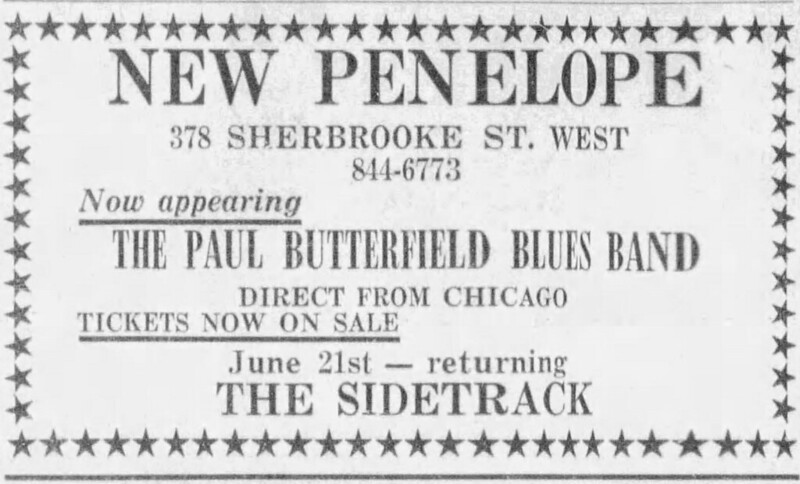 NEW PENELOPE
378 SHERBROOKE ST. WEST
844-6773
Now appearing
THE PAUL BUTTERFIELD BLUES BAND
DIRECT FROM CHICAGO
TICKETS NOW ON SALE
June 21st — returning
THE SIDETRACK